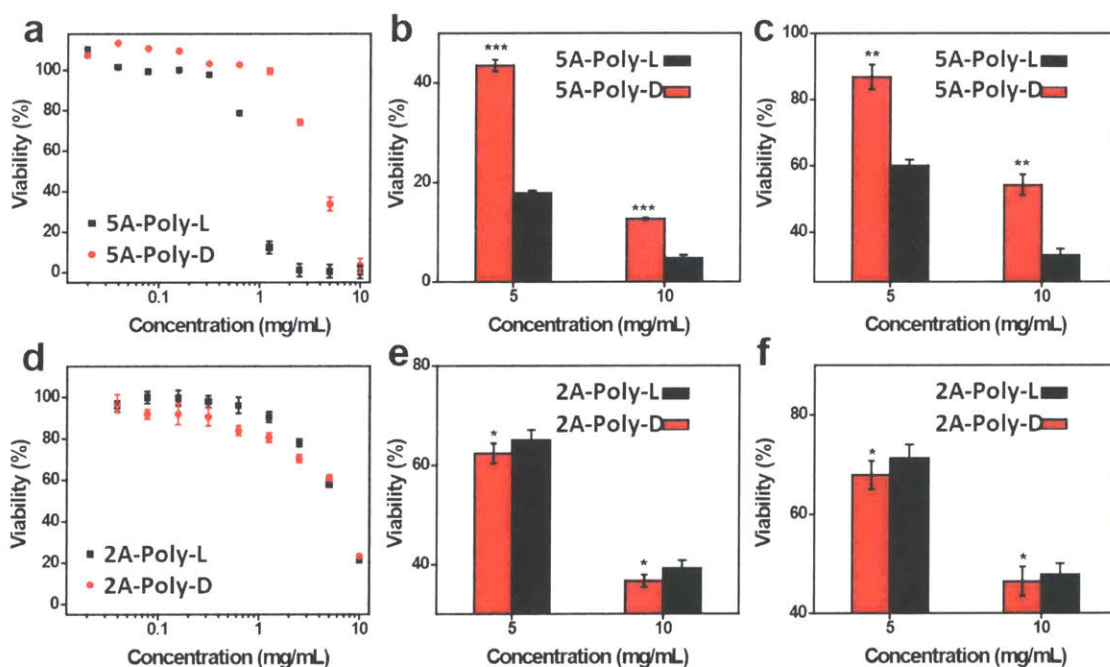 a
Viability (%)
100
80
60
40
20
0
5A-Poly-L
5A-Poly-D
0.1
1
10
Concentration (mg/mL)
b
Viability (%)
40
20
0
***
***
5A-Poly-L
5A-Poly-D
5
10
Concentration (mg/mL)
c
Viability (%)
100
80
60
40
**
**
5A-Poly-L
5A-Poly-D
5
10
Concentration (mg/mL)
d
Viability (%)
100
80
60
40
20
0
2A-Poly-L
2A-Poly-D
0.1
1
10
Concentration (mg/mL)
e
Viability (%)
80
60
40
*
*
2A-Poly-L
2A-Poly-D
5
10
Concentration (mg/mL)
f
Viability (%)
80
60
40
*
*
2A-Poly-L
2A-Poly-D
5
10
Concentration (mg/mL)